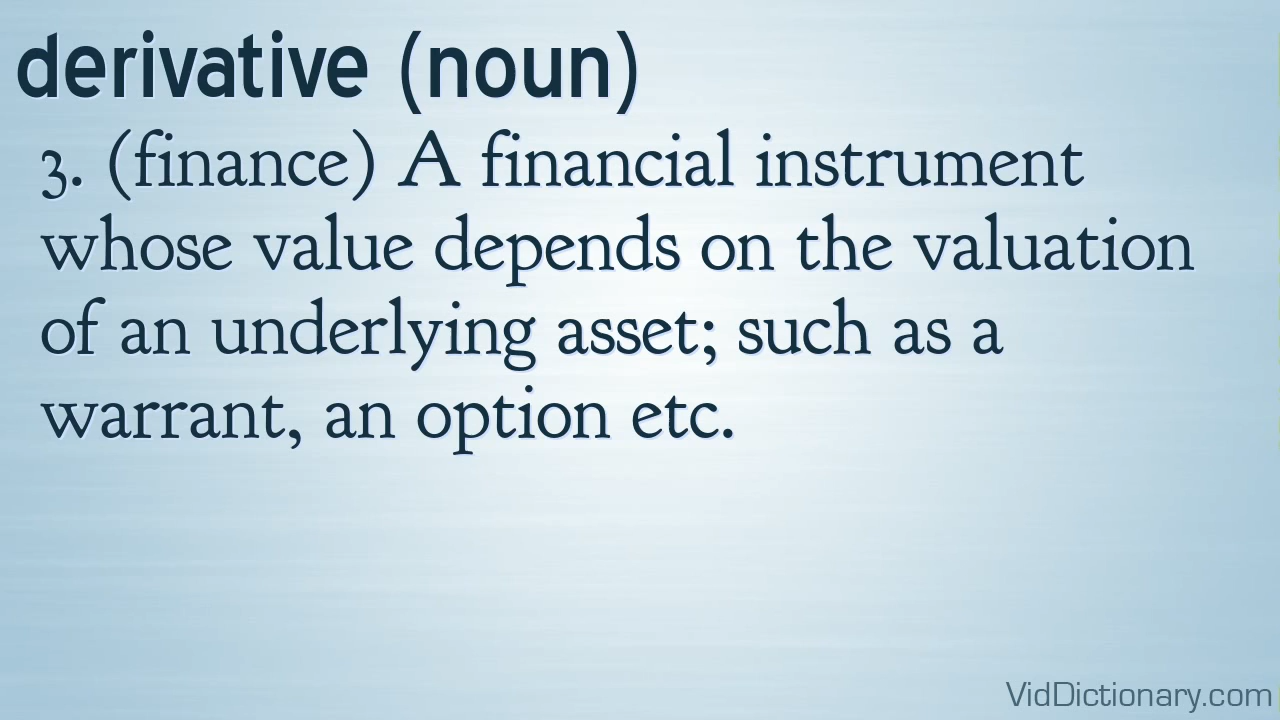 derivative (noun)
3. (finance) A financial instrument
whose value depends on the valuation
of an underlying asset; such as a
warrant, an option etc.
VidDictionary.com